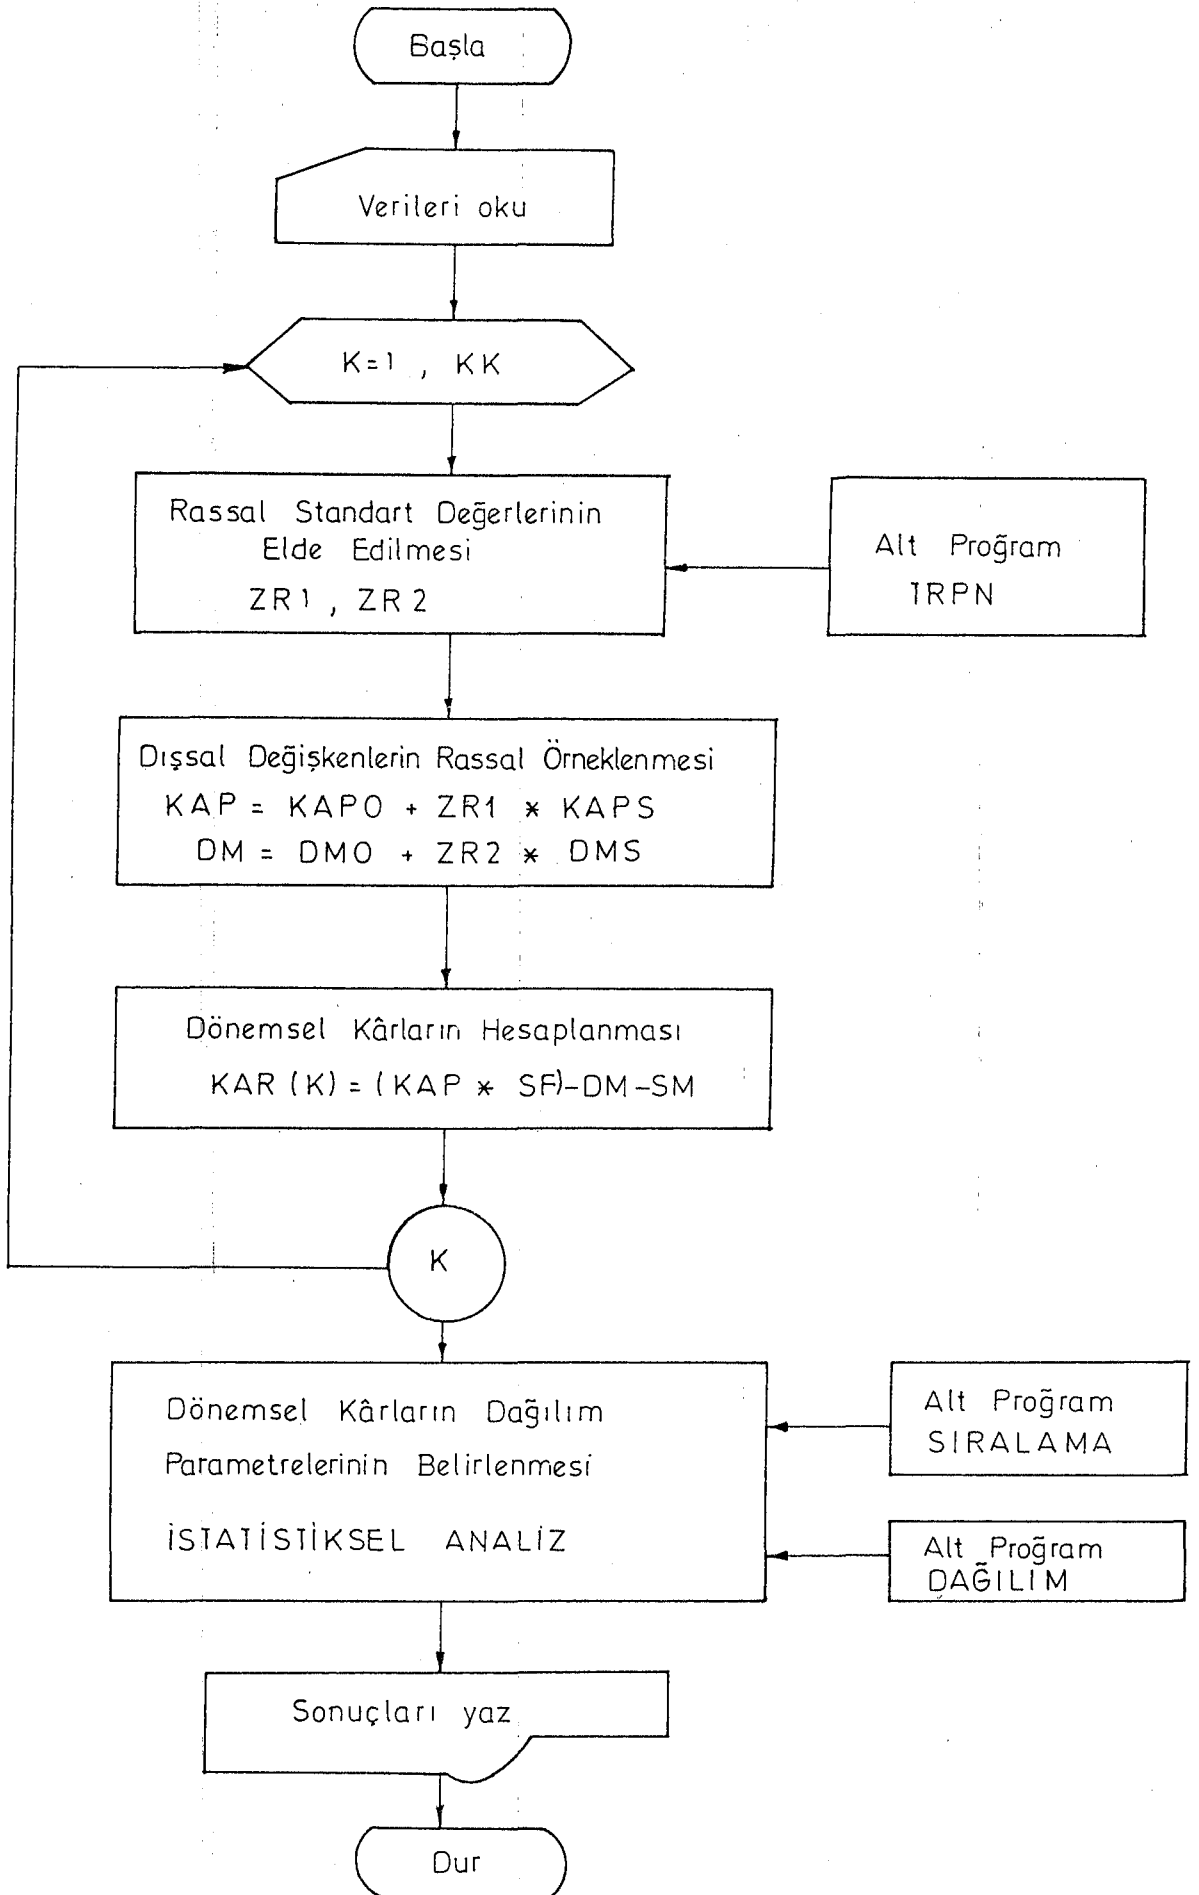 Başla
Verileri oku
K=1 , KK
Rassal Standart Değerlerinin
Elde Edilmesi
ZR1 , ZR2
Alt Proğram
TRPN
Dışsal Değişkenlerin Rassal Örneklenmesi
KAP = KAPO + ZR1 * KAPS
DM = DMO + ZR2 * DMS
Dönemsel Kârların Hesaplanması
KAR (K) = (KAP * SF)-DM-SM
K
Dönemsel Kârların Dağılım
Parametrelerinin Belirlenmesi
İSTATİSTİKSEL ANALİZ
Alt Proğram
SIRALAMA
Alt Proğram
DAĞILIM
Sonuçları yaz
Dur